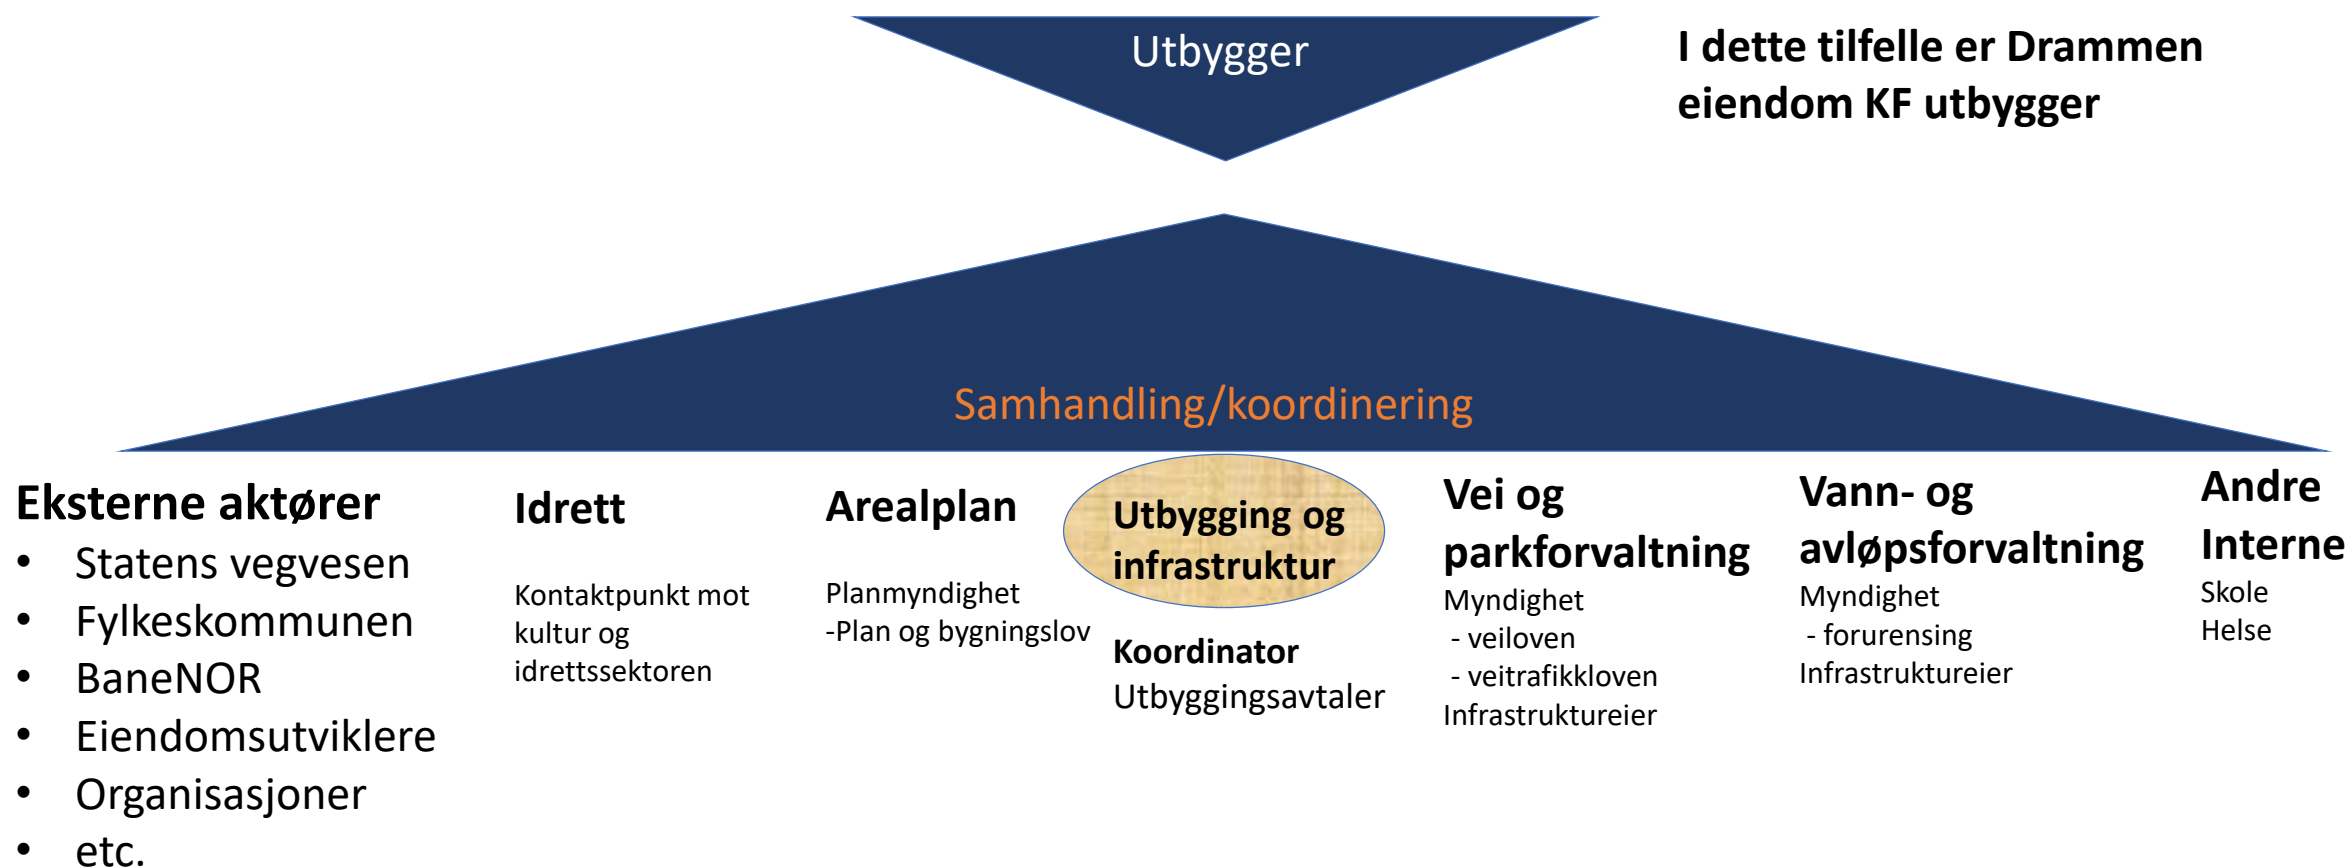 Utbygger
I dette tilfelle er Drammen
eiendom KF utbygger
Samhandling/koordinering
Eksterne aktører
• Statens vegvesen
• Fylkeskommunen
• BaneNOR
• Eiendomsutviklere
• Organisasjoner
• etc.
Idrett
Kontaktpunkt mot
kultur og
idrettssektoren
Arealplan
Planmyndighet
-Plan og bygningslov
Utbygging og
infrastruktur
Koordinator
Utbyggingsavtaler
Vei og
parkforvaltning
Myndighet
- veiloven
- veitrafikkloven
Infrastruktureier
Vann- og
avløpsforvaltning
Myndighet
- forurensing
Infrastruktureier
Andre
Interne
Skole
Helse